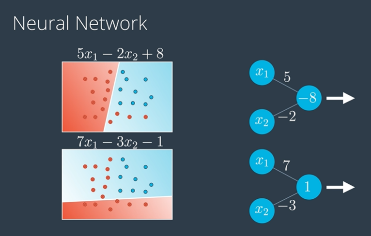 Neural Network
5x₁ − 2x₂ + 8
x₁ 5
−8
x₂ −2
7x₁ − 3x₂ − 1
x₁ 7
1
x₂ −3